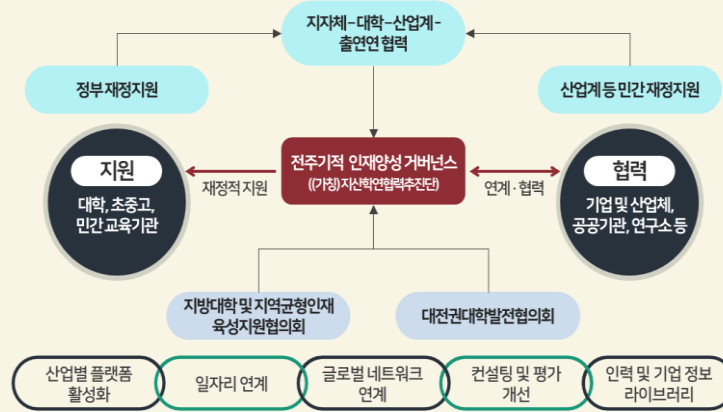 지자체-대학-산업계-
출연연 협력
정부 재정지원
산업계 등 민간 재정지원
지원
대학, 초중고,
민간 교육기관
재정적 지원
전주기적 인재양성 거버넌스
((가칭) 지산학연협력추진단)
연계·협력
협력
기업 및 산업체,
공공기관, 연구소 등
지방대학 및 지역균형인재
육성지원협의회
대전권대학발전협의회
산업별 플랫폼
활성화
일자리 연계
글로벌 네트워크
연계
컨설팅 및 평가
개선
인력 및 기업 정보
라이브러리